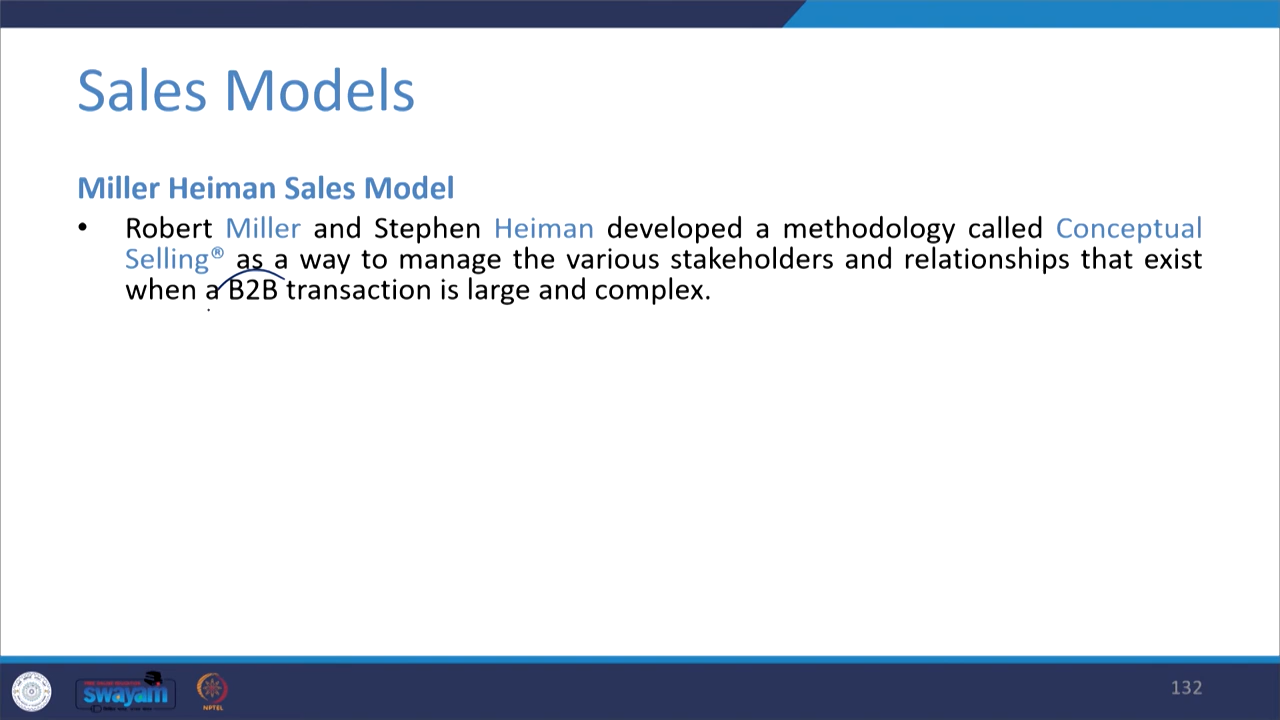 Sales Models
Miller Heiman Sales Model
• Robert Miller and Stephen Heiman developed a methodology called Conceptual
Selling® as a way to manage the various stakeholders and relationships that exist
when a B2B transaction is large and complex.
swayam
NPTEL
132